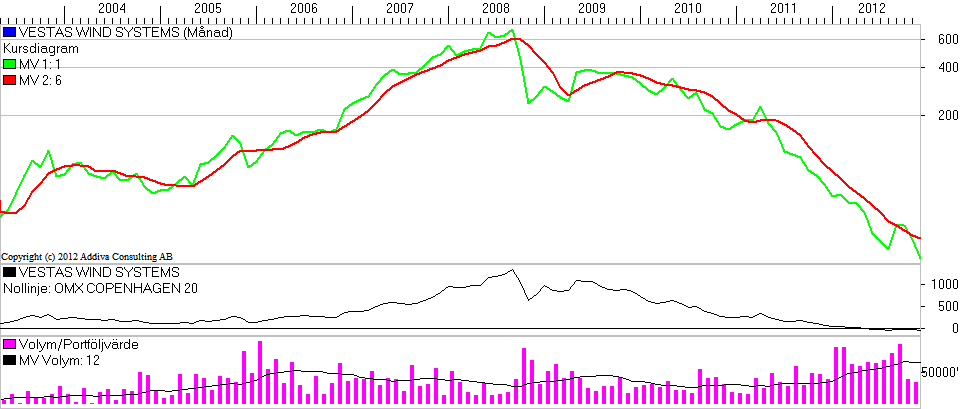 2004 2005 2006 2007 2008 2009 2010 2011 2012
VESTAS WIND SYSTEMS (Månad)
Kursdiagram
MV 1: 1
MV 2: 6
600
400
200
Copyright (c) 2012 Addiva Consulting AB
VESTAS WIND SYSTEMS
Nollinje: OMX COPENHAGEN 20
1000
500
0
Volym/Portföljvärde
MV Volym: 12
50000'